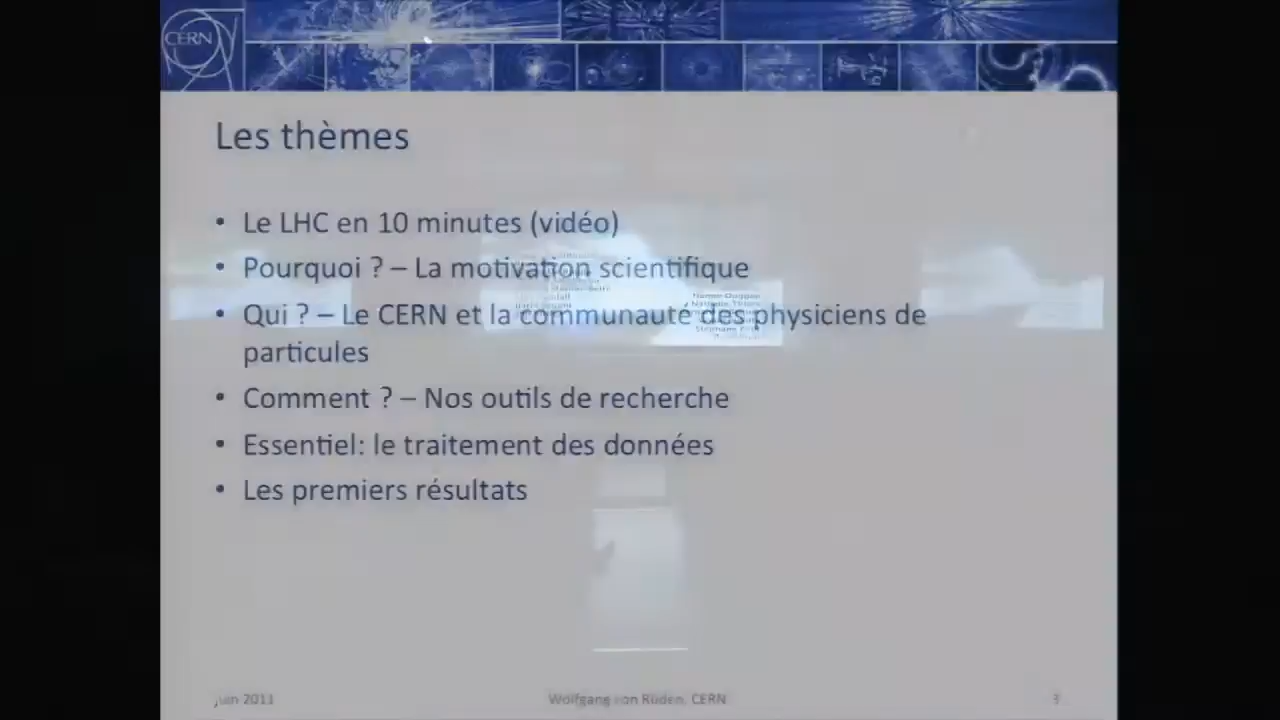 CERN
Les thèmes
• Le LHC en 10 minutes (vidéo)
• Pourquoi ? – La motivation scientifique
• Qui ? – Le CERN et la communauté des physiciens de
particules
• Comment ? – Nos outils de recherche
• Essentiel: le traitement des données
• Les premiers résultats
juin 2011
Wolfgang von Rüden, CERN
3